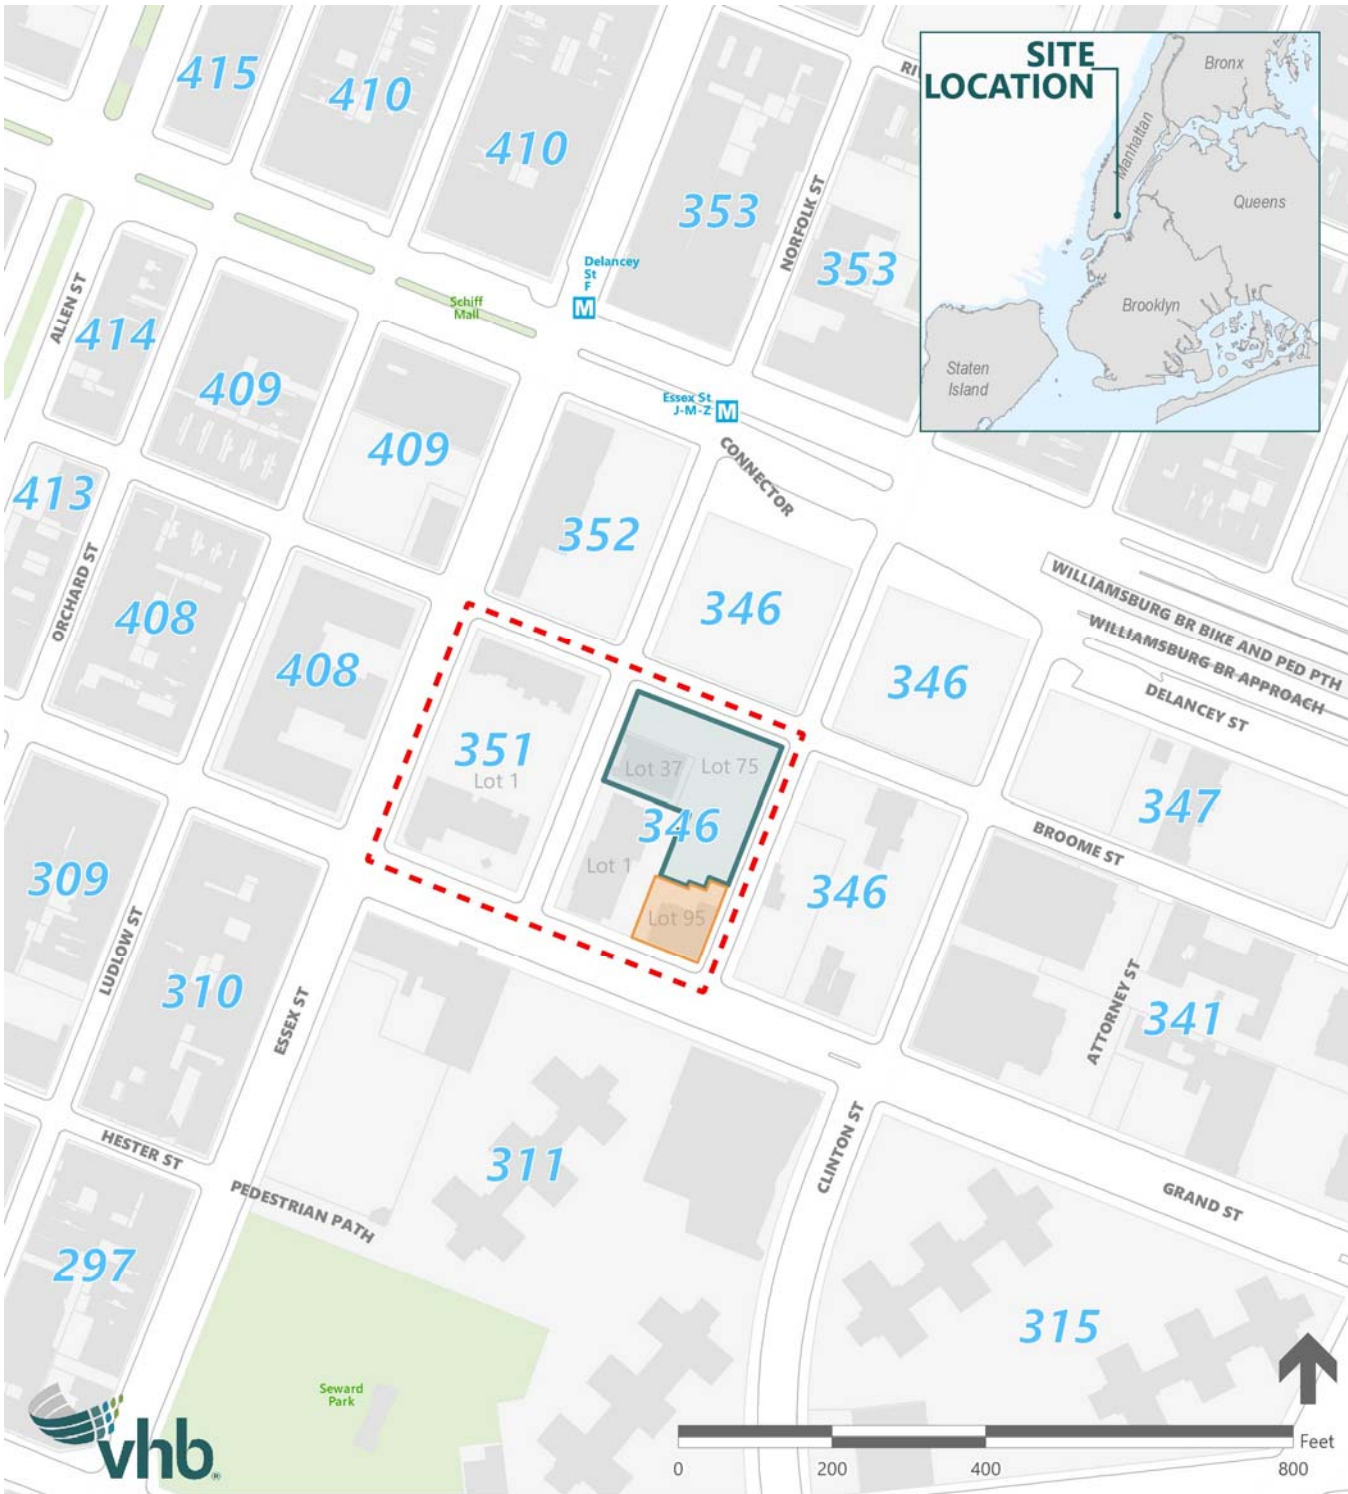 415
410
410
353
NORFOLK ST
353
SITE
LOCATION
Bronx
Manhattan
Queens
Brooklyn
Staten
Island
ALLEN ST
414
409
Schiff
Mall
Delancey
St
F
M
Essex St
J-M-Z
M
409
CONNECTOR
413
ORCHARD ST
408
408
352
346
346
WILLIAMSBURG BR BIKE AND PED PTH
WILLIAMSBURG BR APPROACH
DELANCEY ST
351
Lot 1
Lot 37
Lot 75
346
Lot 1
Lot 95
346
347
BROOME ST
309
LUDLOW ST
310
ESSEX ST
ATTORNEY ST
341
HESTER ST
PEDESTRIAN PATH
311
CLINTON ST
GRAND ST
297
315
Seward
Park
vhb®
0
200
400
800
Feet